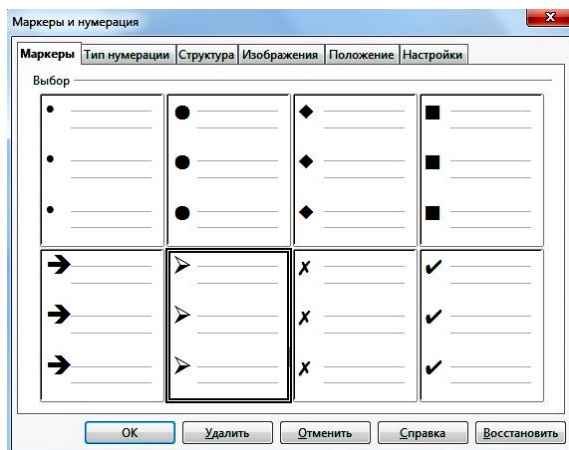 Маркеры и нумерация
Маркеры Тип нумерации Структура Изображения Положение Настройки
Выбор
ОК Удалить Отменить Справка Восстановить